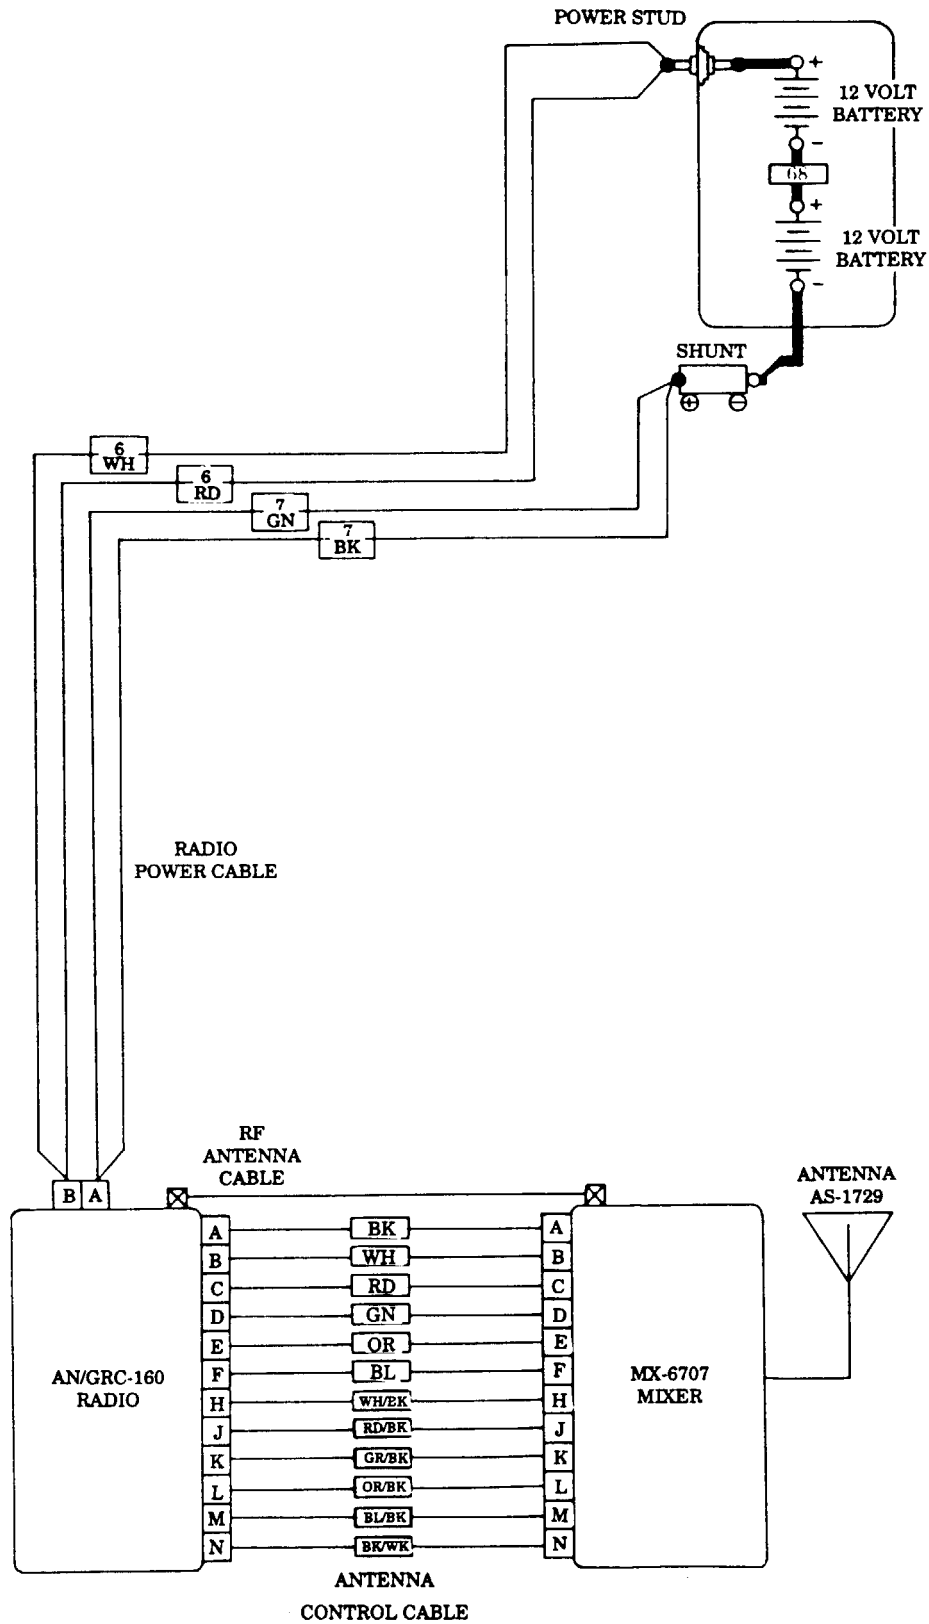 POWER STUD
+
12 VOLT
BATTERY
−
68
+
12 VOLT
BATTERY
−
SHUNT
+
−
6
WH
6
RD
7
GN
7
BK
RADIO
POWER CABLE
RF
ANTENNA
CABLE
ANTENNA
AS-1729
B A
A BK A
B WH B
C RD C
D GN D
E OR E
F BL F
H WH/BK H
J RD/BK J
K GR/BK K
L OR/BK L
M BL/BK M
N BK/WK N
AN/GRC-160
RADIO
MX-6707
MIXER
ANTENNA
CONTROL CABLE